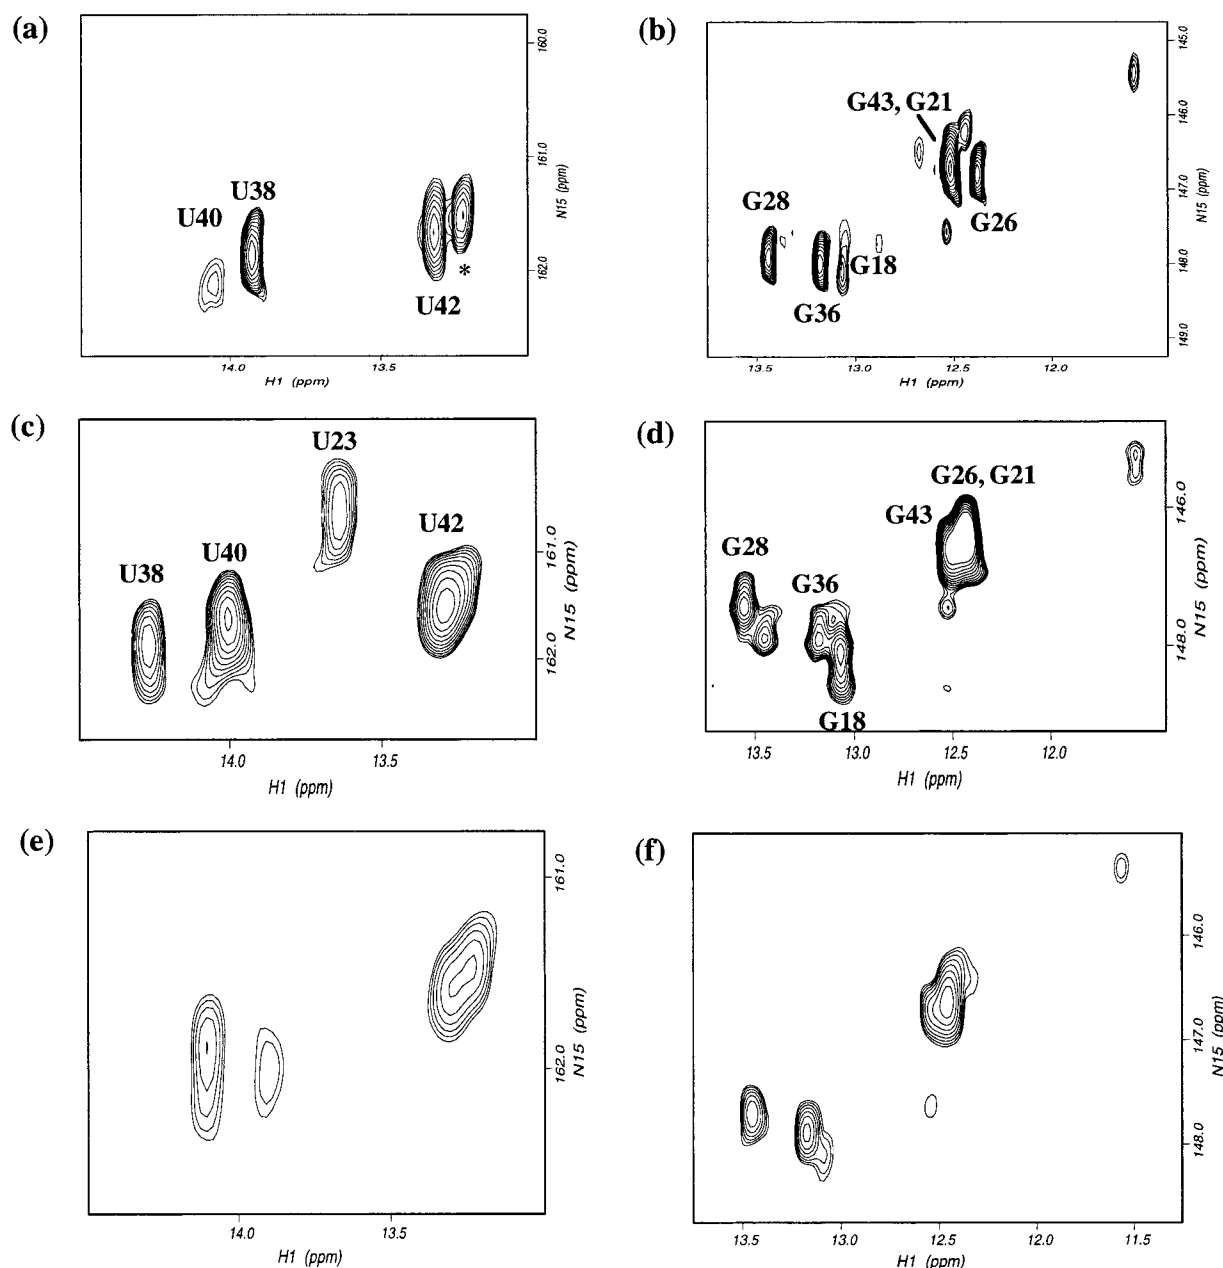 (a)
U40
U38
U42
*
160.0
161.0
162.0
N15 (ppm)
14.0
13.5
H1 (ppm)
(b)
G43, G21
G28
G26
G18
G36
145.0
146.0
147.0
148.0
149.0
N15 (ppm)
13.5
13.0
12.5
12.0
H1 (ppm)
(c)
U23
U38
U40
U42
161.0
162.0
N15 (ppm)
14.0
13.5
H1 (ppm)
(d)
G26, G21
G43
G28
G36
G18
146.0
148.0
N15 (ppm)
13.5
13.0
12.5
12.0
H1 (ppm)
(e)
161.0
162.0
N15 (ppm)
14.0
13.5
H1 (ppm)
(f)
146.0
147.0
148.0
N15 (ppm)
13.5
13.0
12.5
12.0
11.5
H1 (ppm)